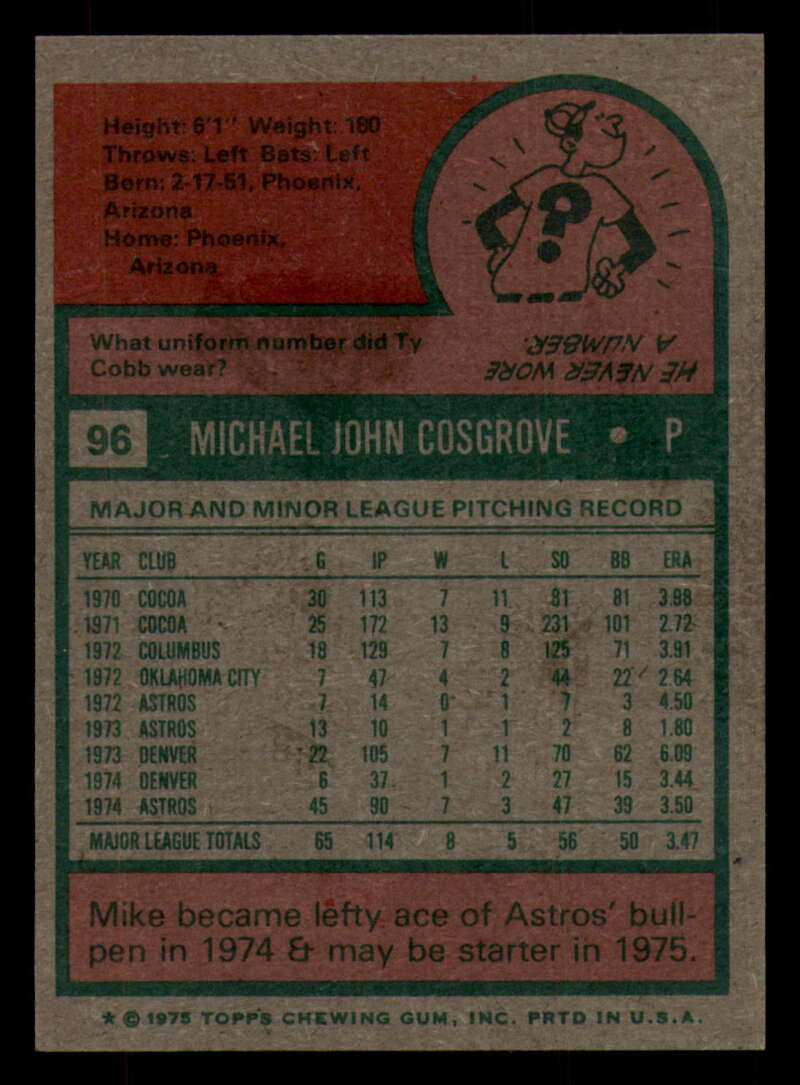 Height: 6'1" Weight: 180
Throws: Left Bats: Left
Born: 2-17-51, Phoenix,
Arizona
Home: Phoenix,
Arizona
?
What uniform number did Ty
Cobb wear?
HE NEVER WORE
A NUMBER.
96 MICHAEL JOHN COSGROVE • P
MAJOR AND MINOR LEAGUE PITCHING RECORD
YEAR CLUB G IP W L SO BB ERA
1970 COCOA 30 113 7 11 81 81 3.98
1971 COCOA 25 172 13 9 231 101 2.72
1972 COLUMBUS 18 129 7 8 125 71 3.91
1972 OKLAHOMA CITY 7 47 4 2 44 22 2.64
1972 ASTROS 7 14 0 1 7 3 4.50
1973 ASTROS 13 10 1 1 2 8 1.80
1973 DENVER 22 105 7 11 70 62 6.09
1974 DENVER 6 37 1 2 27 15 3.44
1974 ASTROS 45 90 7 3 47 39 3.50
MAJOR LEAGUE TOTALS 65 114 8 5 56 50 3.47
Mike became lefty ace of Astros' bull-
pen in 1974 & may be starter in 1975.
* © 1975 TOPPS CHEWING GUM, INC. PRTD IN U.S.A.